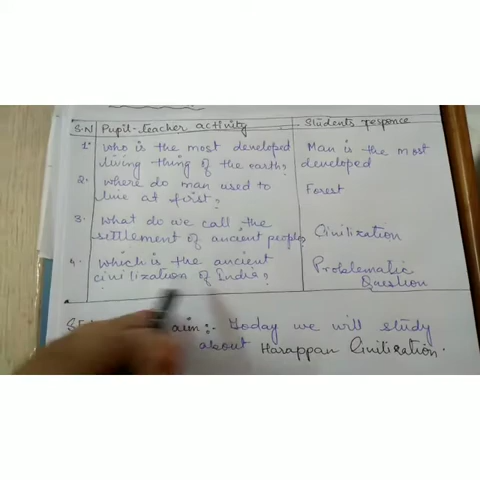 S.N Pupil-teacher activity Students responce
1. Who is the most developed living thing of the earth? Man is the most developed
2. where do man used to live at first? Forest
3. What do we call the settlement of ancient people? Civilization
4. Which is the ancient civilization of India? Problematic Question
aim:- Today we will study
about Harappan Civilization.